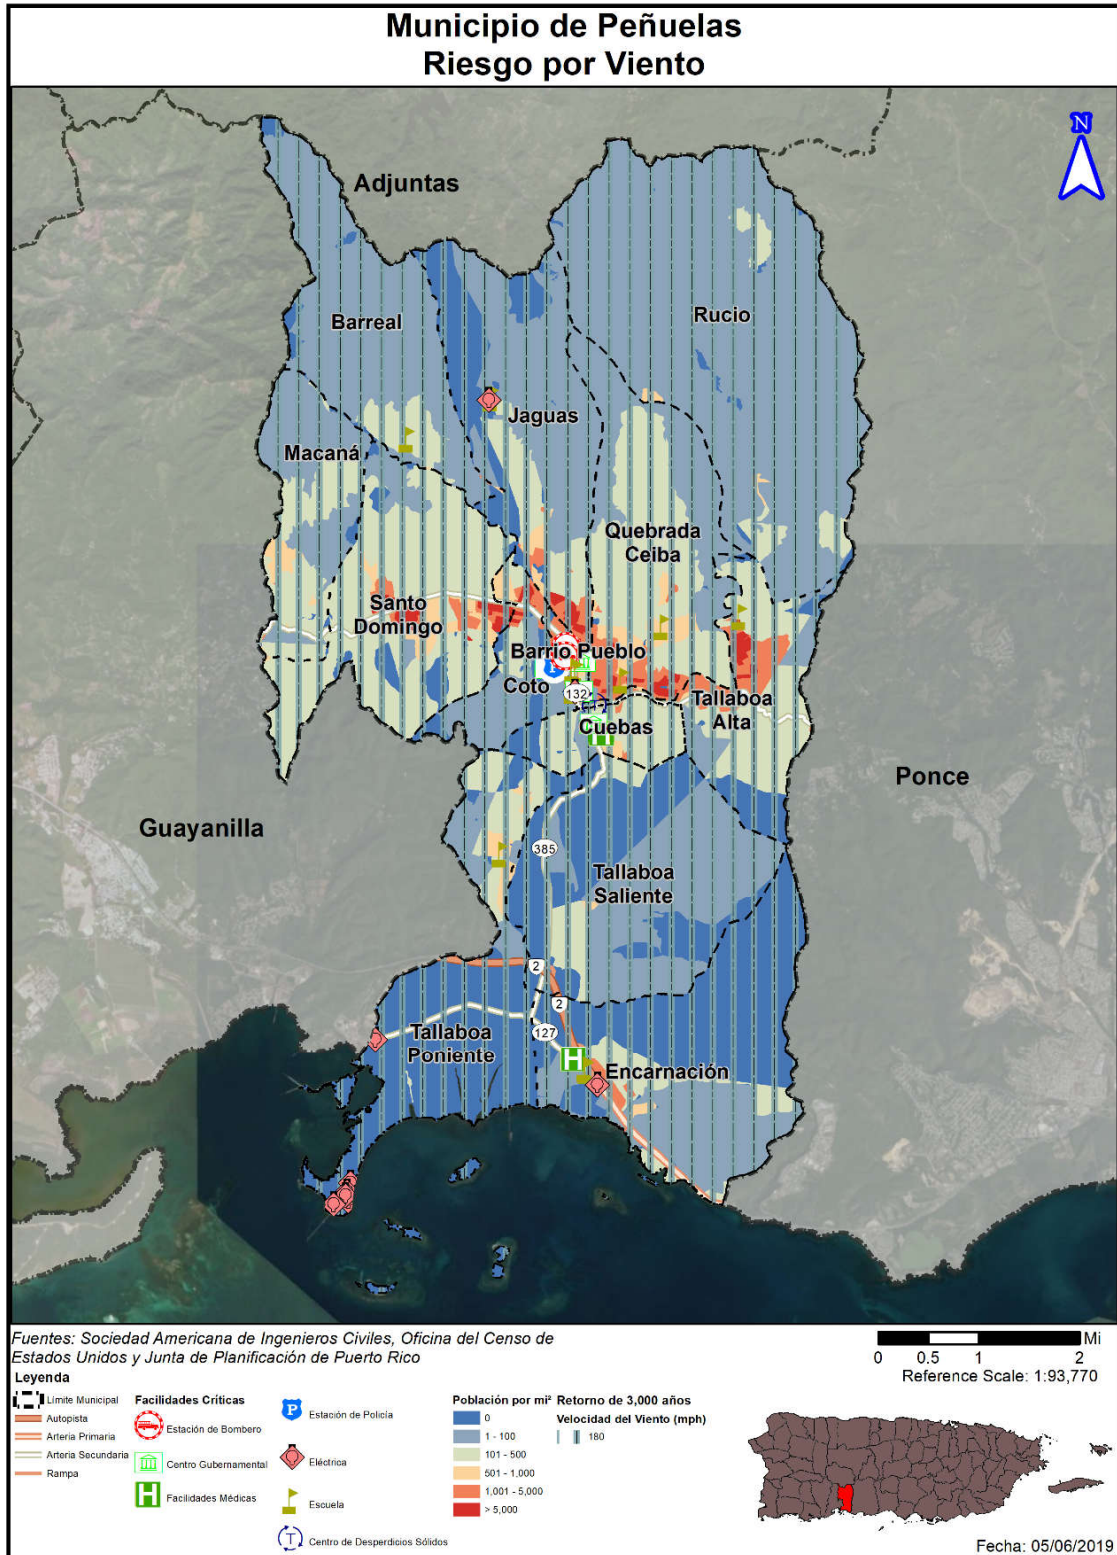 Municipio de Peñuelas
Riesgo por Viento
N
Adjuntas
Barreal
Rucio
Jaguas
Macaná
Quebrada
Ceiba
Santo
Domingo
Barrio Pueblo
P
Coto
132
T
Tallaboa
Alta
Cuebas
H
Ponce
Guayanilla
385
Tallaboa
Saliente
2
2
127
Tallaboa
Poniente
H
Encarnación
Fuentes: Sociedad Americana de Ingenieros Civiles, Oficina del Censo de
Estados Unidos y Junta de Planificación de Puerto Rico
Mi
0 0.5 1 2
Reference Scale: 1:93,770
Leyenda
Límite Municipal
Autopista
Arteria Primaria
Arteria Secundaria
Rampa
Facilidades Críticas
Estación de Bombero
Centro Gubernamental
H Facilidades Médicas
P Estación de Policía
Eléctrica
Escuela
T Centro de Desperdicios Sólidos
Población por mi²
0
1 - 100
101 - 500
501 - 1,000
1,001 - 5,000
> 5,000
Retorno de 3,000 años
Velocidad del Viento (mph)
180
Fecha: 05/06/2019